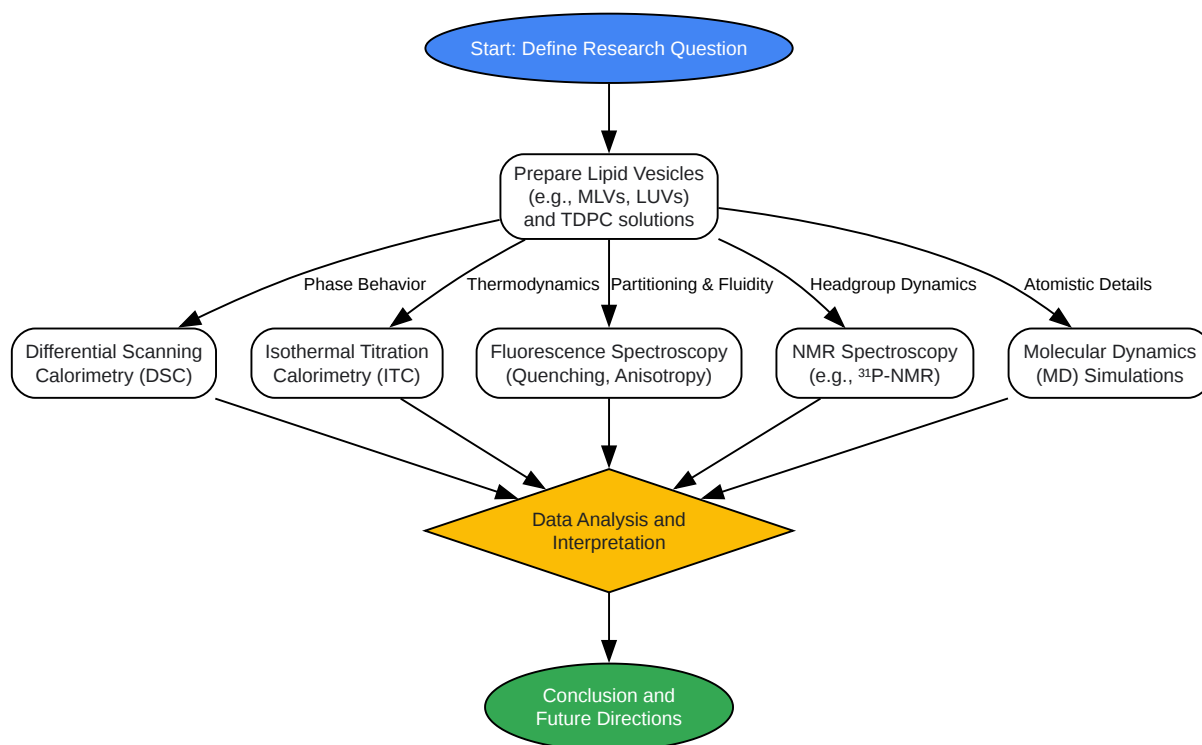 Start: Define Research Question
Prepare Lipid Vesicles
(e.g., MLVs, LUVs)
and TDPC solutions
Phase Behavior
Thermodynamics
Partitioning & Fluidity
Headgroup Dynamics
Atomistic Details
Differential Scanning
Calorimetry (DSC)
Isothermal Titration
Calorimetry (ITC)
Fluorescence Spectroscopy
(Quenching, Anisotropy)
NMR Spectroscopy
(e.g., ³¹P-NMR)
Molecular Dynamics
(MD) Simulations
Data Analysis and
Interpretation
Conclusion and
Future Directions